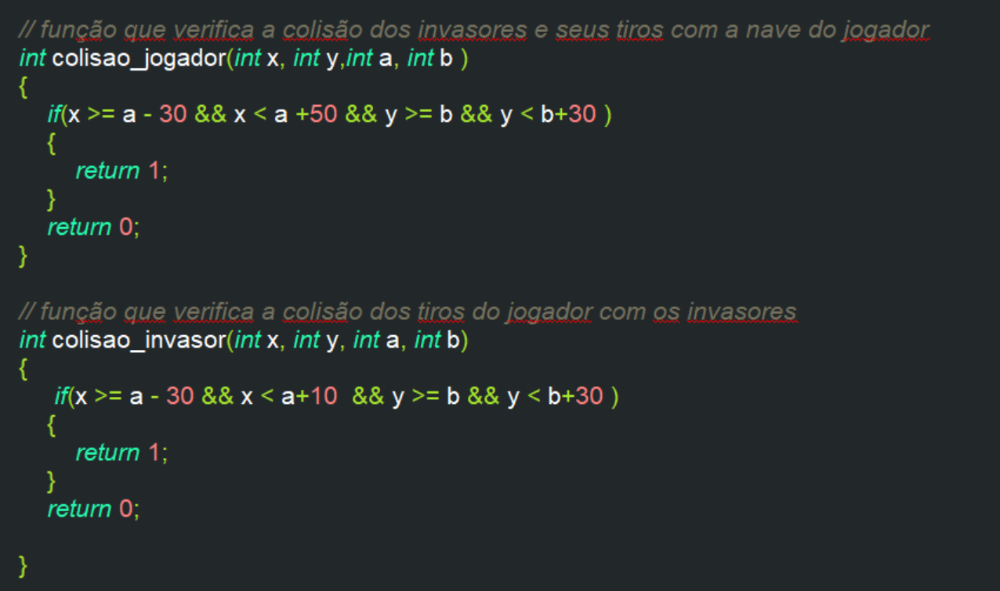 // função que verifica a colisão dos invasores e seus tiros com a nave do jogador
int colisao_jogador(int x, int y,int a, int b )
{
if(x >= a - 30 && x < a +50 && y >= b && y < b+30 )
{
return 1;
}
return 0;
}
// função que verifica a colisão dos tiros do jogador com os invasores
int colisao_invasor(int x, int y, int a, int b)
{
if(x >= a - 30 && x < a+10  && y >= b && y < b+30 )
{
return 1;
}
return 0;
}